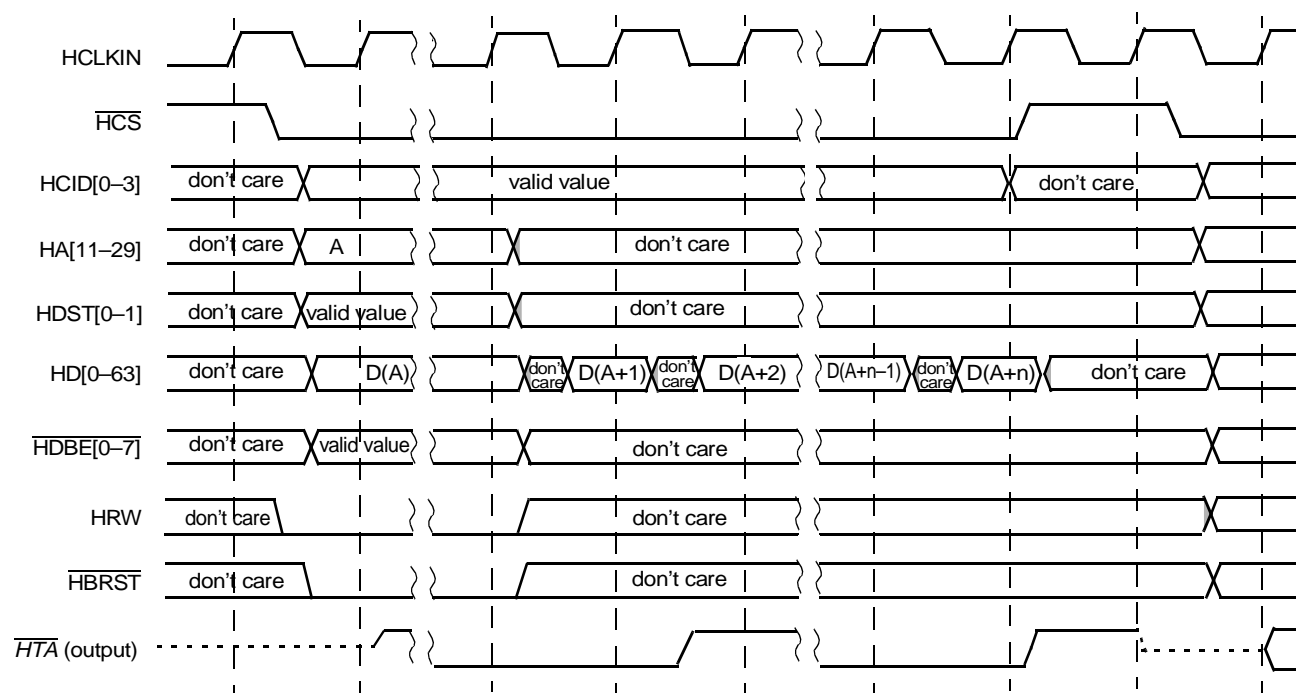 HCLKIN
HCS
HCID[0–3] don't care valid value don't care
HA[11–29] don't care A don't care
HDST[0–1] don't care valid value don't care
HD[0–63] don't care D(A) don't care D(A+1) don't care D(A+2) D(A+n–1) don't care D(A+n) don't care
HDBE[0–7] don't care valid value don't care
HRW don't care don't care
HBRST don't care don't care
HTA (output)